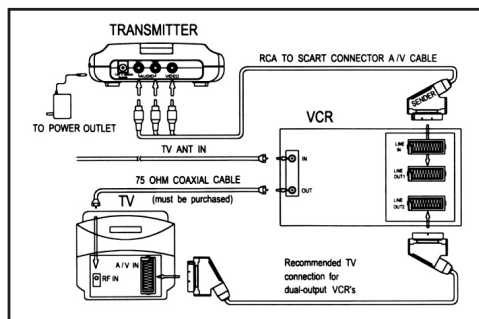 TRANSMITTER
AUDIO
VIDEO
RCA TO SCART CONNECTOR A/V CABLE
SENDER
TO POWER OUTLET
VCR
TV ANT IN
IN
LINE
IN
75 OHM COAXIAL CABLE
(must be purchased)
OUT
LINE
OUT1
LINE
OUT2
TV
A/V IN
RF IN
Recommended TV
connection for
dual-output VCR's